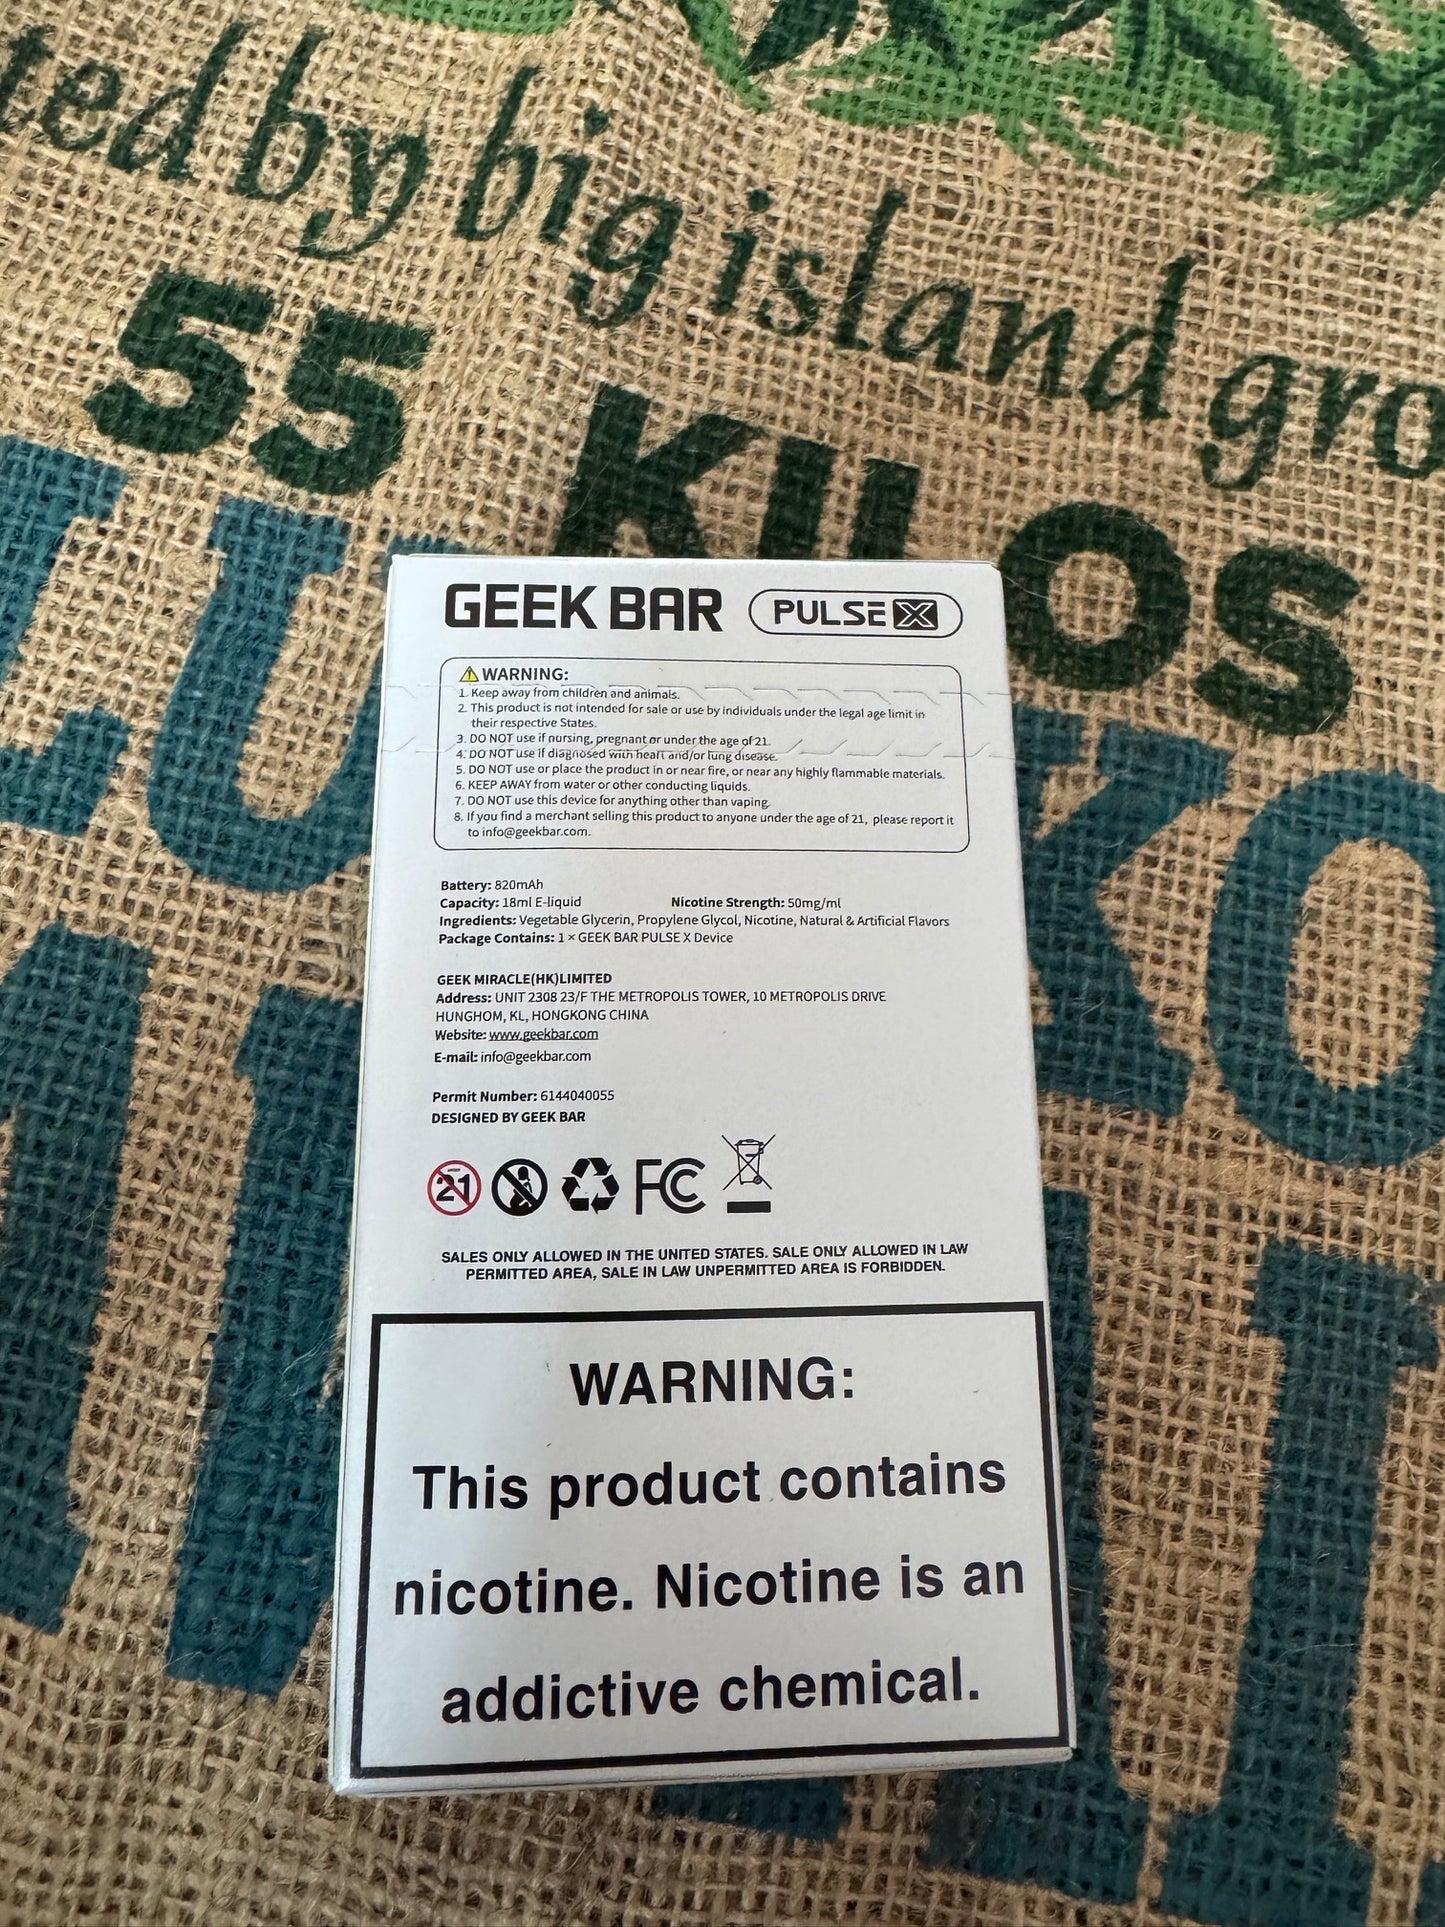 ted by big island gro
55 KILOS
GEEK BAR PULSE X
WARNING:
1. Keep away from children and animals.
2. This product is not intended for sale or use by individuals under the legal age limit in
their respective States.
3. DO NOT use if nursing, pregnant or under the age of 21.
4. DO NOT use if diagnosed with heart and/or lung disease.
5. DO NOT use or place the product in or near fire, or near any highly flammable materials.
6. KEEP AWAY from water or other conducting liquids.
7. DO NOT use this device for anything other than vaping.
8. If you find a merchant selling this product to anyone under the age of 21, please report it
to info@geekbar.com.
Battery: 820mAh
Capacity: 18ml E-liquid Nicotine Strength: 50mg/ml
Ingredients: Vegetable Glycerin, Propylene Glycol, Nicotine, Natural & Artificial Flavors
Package Contains: 1 × GEEK BAR PULSE X Device
GEEK MIRACLE(HK)LIMITED
Address: UNIT 2308 23/F THE METROPOLIS TOWER, 10 METROPOLIS DRIVE
HUNGHOM, KL, HONGKONG CHINA
Website: www.geekbar.com
E-mail: info@geekbar.com
Permit Number: 6144040055
DESIGNED BY GEEK BAR
21 FC
SALES ONLY ALLOWED IN THE UNITED STATES. SALE ONLY ALLOWED IN LAW
PERMITTED AREA, SALE IN LAW UNPERMITTED AREA IS FORBIDDEN.
WARNING:
This product contains
nicotine. Nicotine is an
addictive chemical.